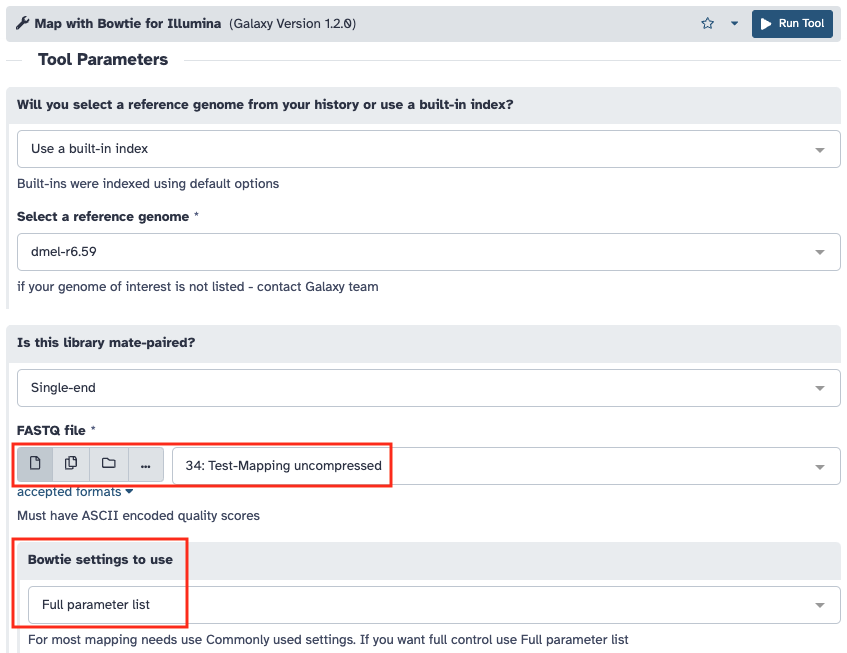 Map with Bowtie for Illumina (Galaxy Version 1.2.0) Run Tool
Tool Parameters
Will you select a reference genome from your history or use a built-in index?
Use a built-in index
Built-ins were indexed using default options
Select a reference genome *
dmel-r6.59
if your genome of interest is not listed - contact Galaxy team
Is this library mate-paired?
Single-end
FASTQ file *
... 34: Test-Mapping uncompressed
accepted formats
Must have ASCII encoded quality scores
Bowtie settings to use
Full parameter list
For most mapping needs use Commonly used settings. If you want full control use Full parameter list